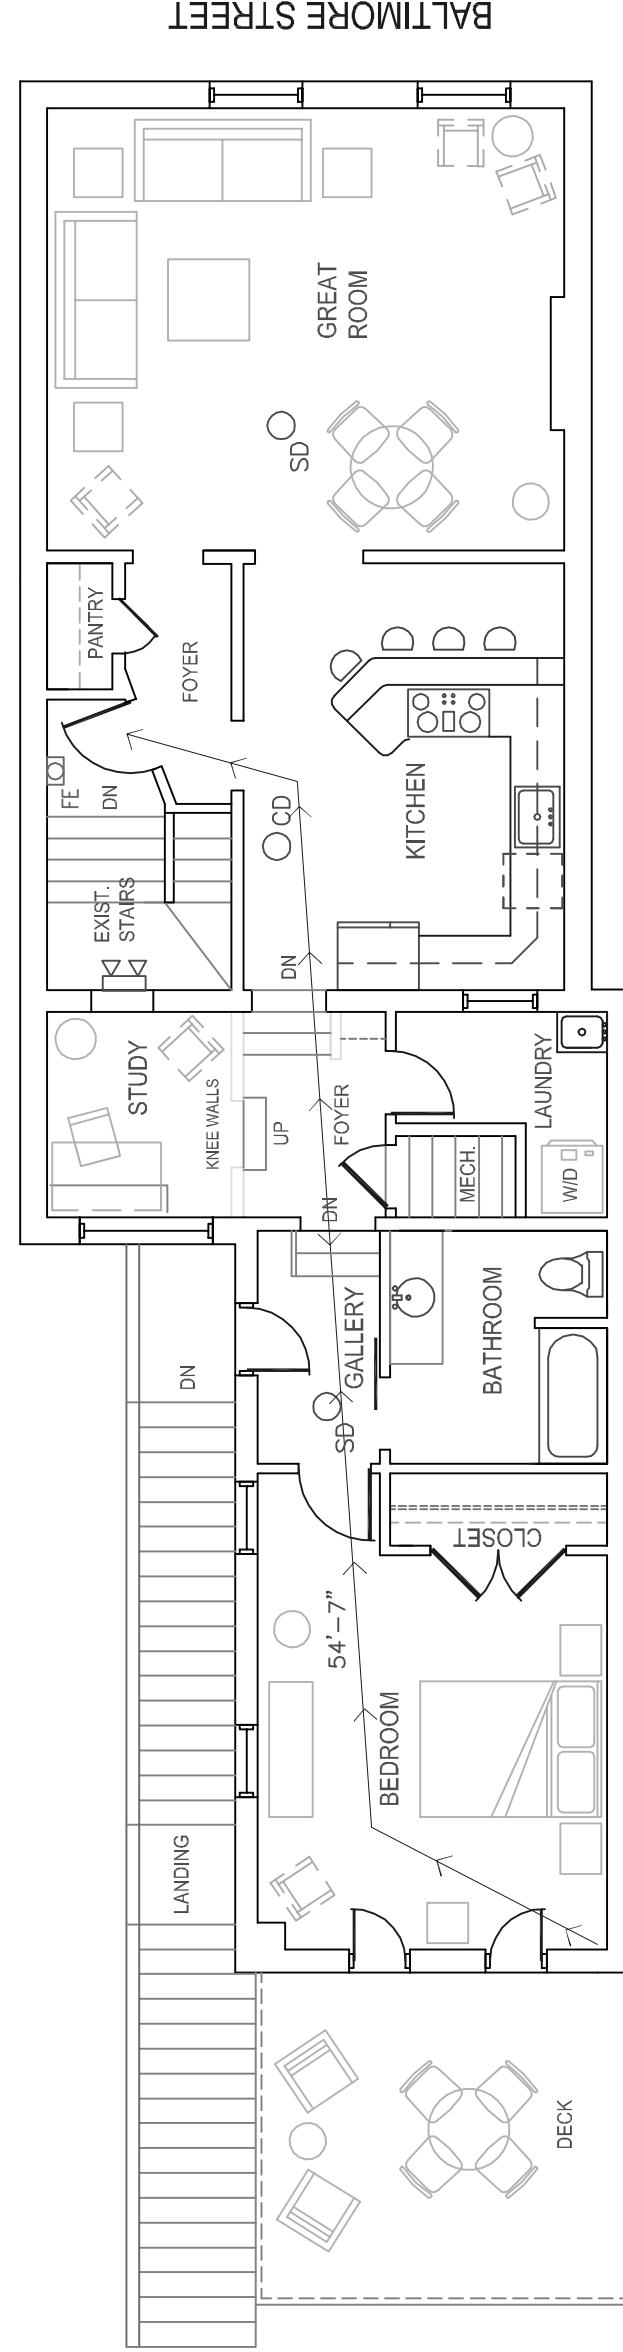 BALTIMORE STREET
GREAT
ROOM
SD
PANTRY
FOYER
FE
DN
CD
KITCHEN
EXIST.
STAIRS
DN
STUDY
KNEE WALLS
UP
FOYER
LAUNDRY
MECH.
W/D
DN
GALLERY
BATHROOM
DN
SD
CLOSET
54'–7"
BEDROOM
LANDING
DECK